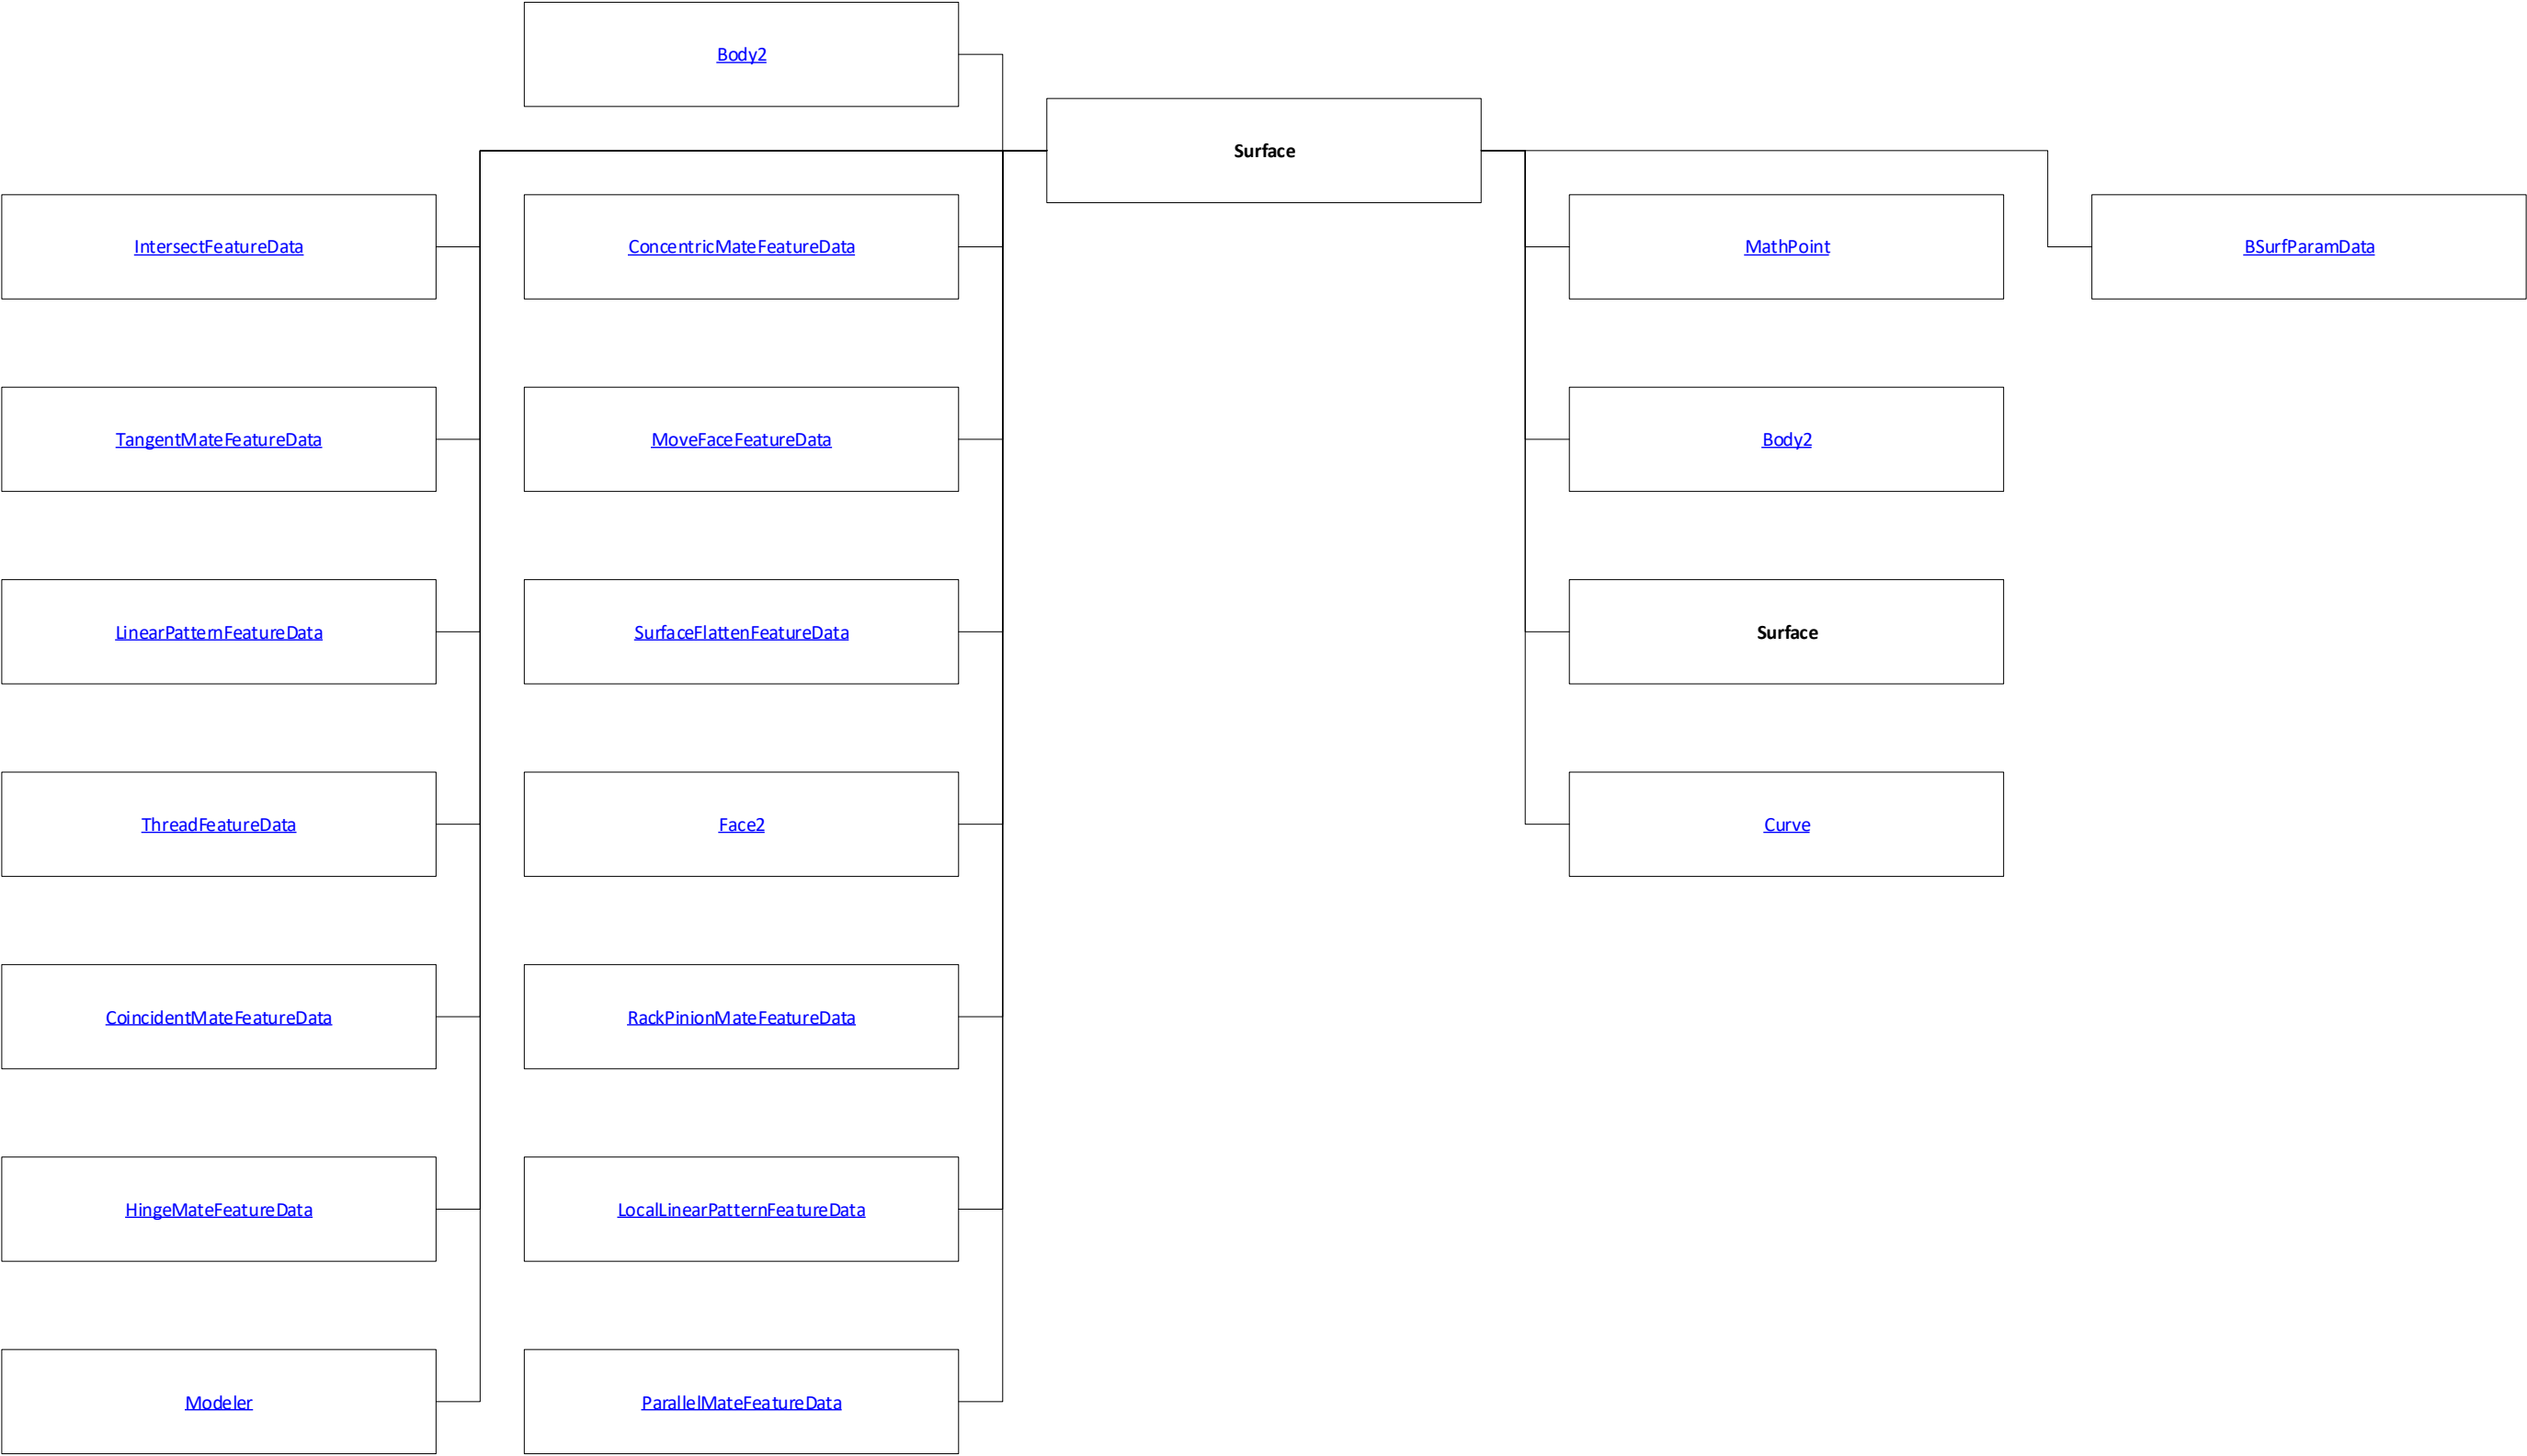 Body2
Surface
IntersectFeatureData
ConcentricMateFeatureData
MathPoint
BSurfParamData
TangentMateFeatureData
MoveFaceFeatureData
Body2
LinearPatternFeatureData
SurfaceFlattenFeatureData
Surface
ThreadFeatureData
Face2
Curve
CoincidentMateFeatureData
RackPinionMateFeatureData
HingeMateFeatureData
LocalLinearPatternFeatureData
Modeler
ParallelMateFeatureData